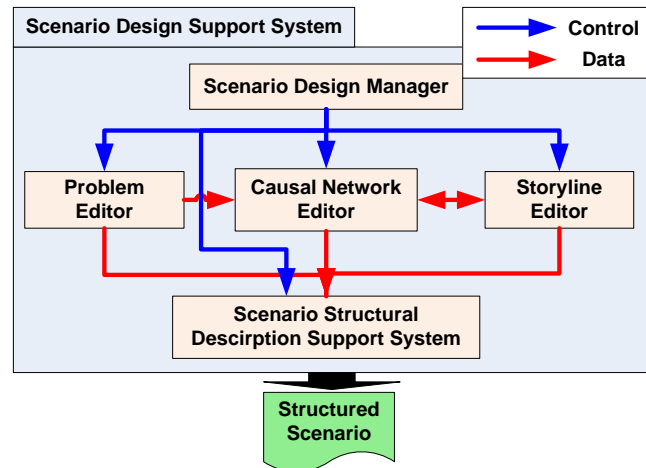 Scenario Design Support System
Control
Data
Scenario Design Manager
Problem
Editor
Causal Network
Editor
Storyline
Editor
Scenario Structural
Descirption Support System
Structured
Scenario